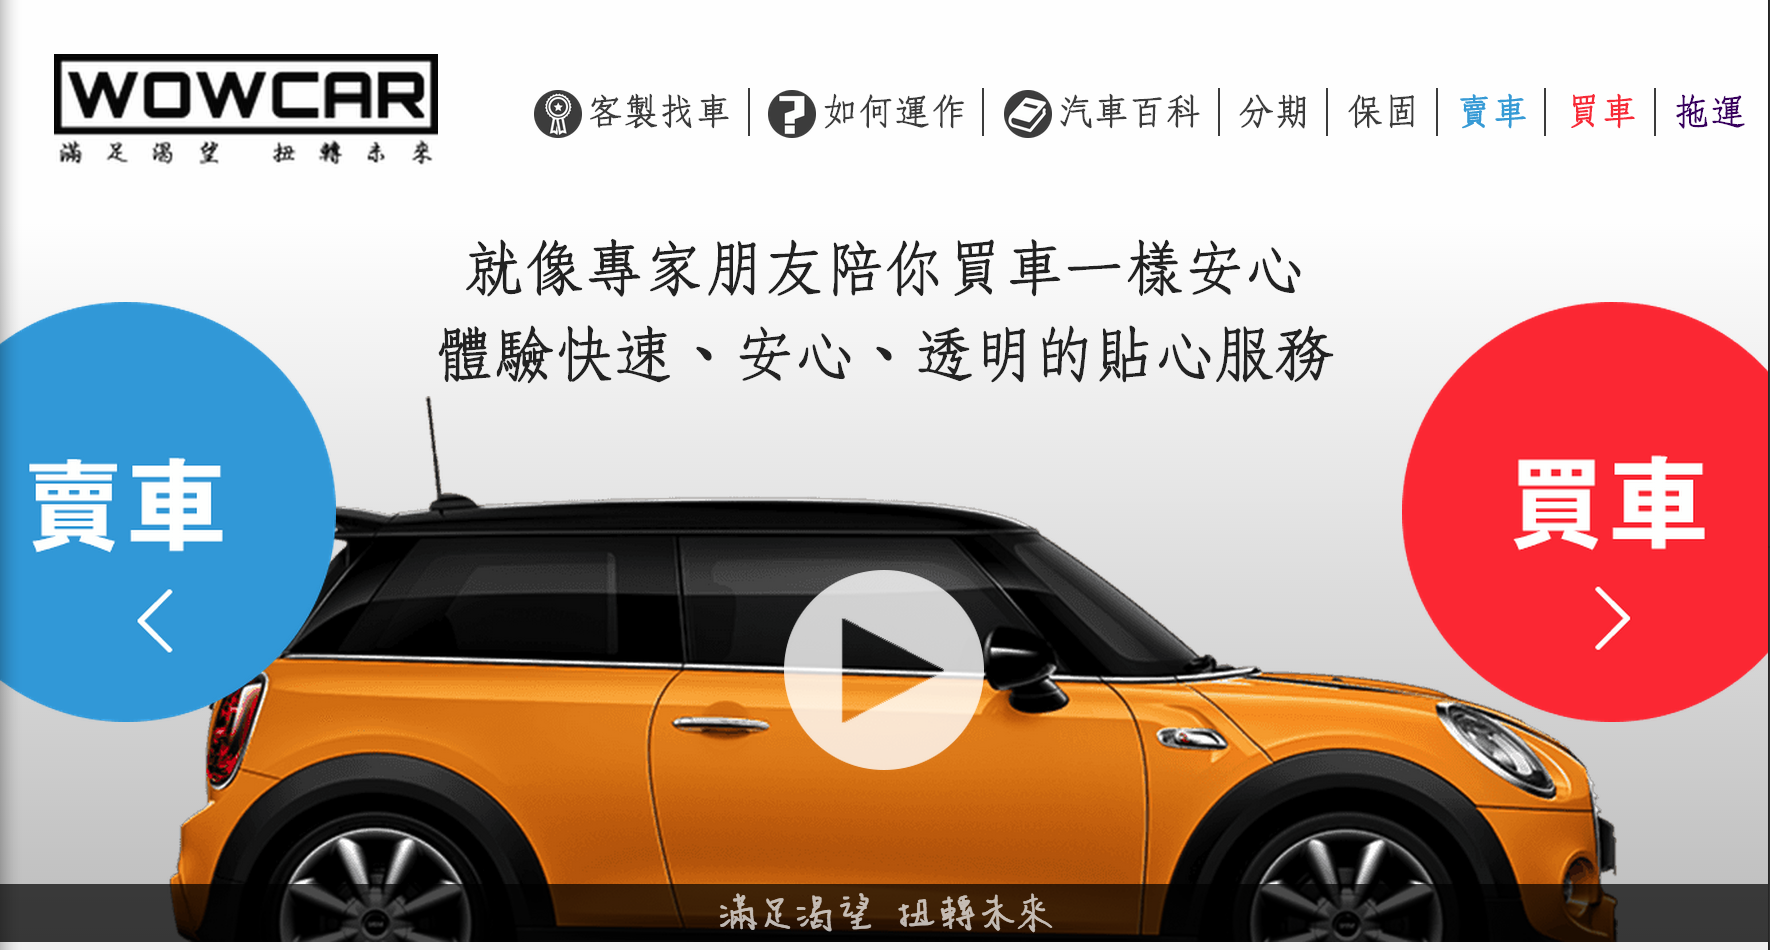 WOWCAR
滿足渴望 扭轉未來
客製找車 如何運作 汽車百科 分期 保固 賣車 買車 拖運
就像專家朋友陪你買車一樣安心
體驗快速、安心、透明的貼心服務
賣車
買車
滿足渴望 扭轉未來